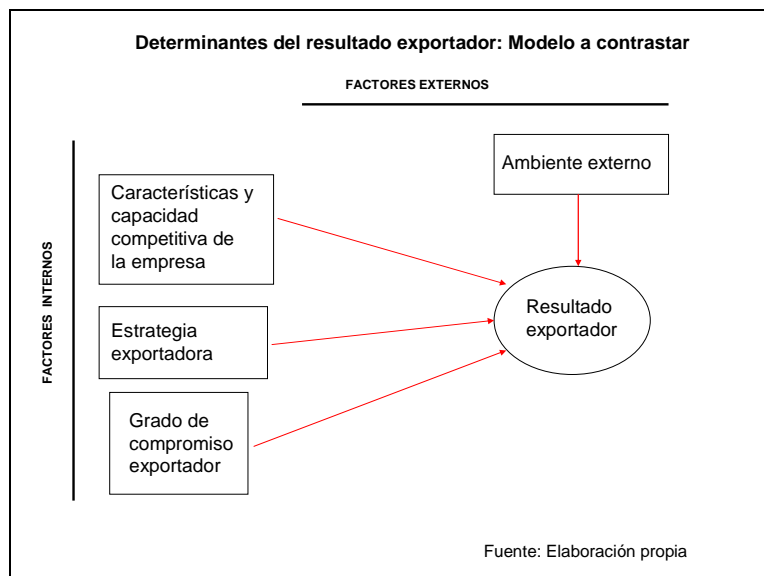 Determinantes del resultado exportador: Modelo a contrastar
FACTORES EXTERNOS
Ambiente externo
FACTORES INTERNOS
Características y
capacidad
competitiva de
la empresa
Estrategia
exportadora
Grado de
compromiso
exportador
Resultado
exportador
Fuente: Elaboración propia